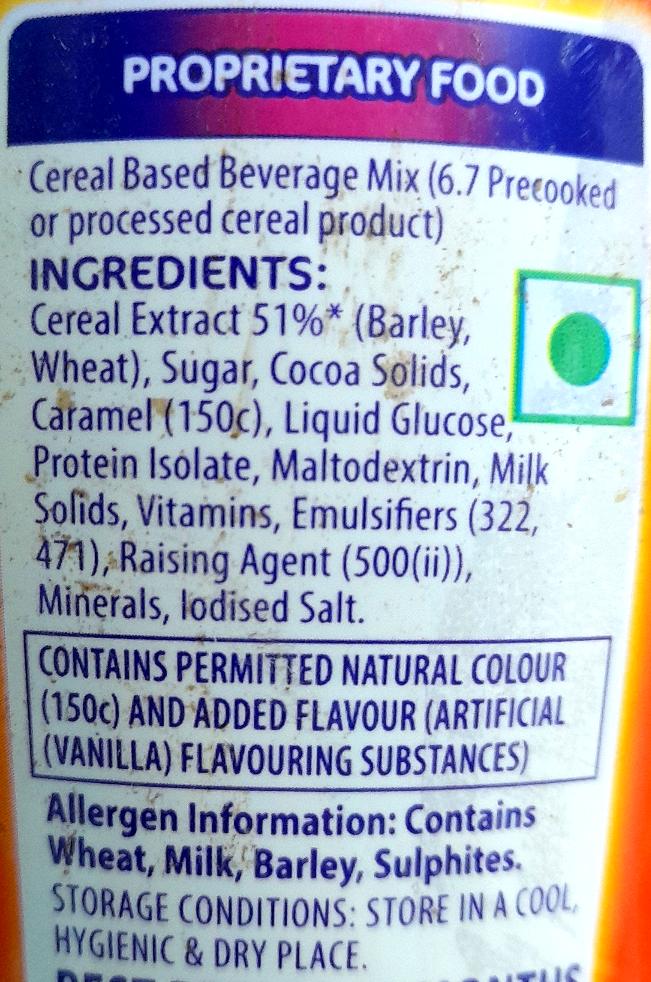 PROPRIETARY FOOD
Cereal Based Beverage Mix (6.7 Precooked
or processed cereal product)
INGREDIENTS:
Cereal Extract 51%* (Barley,
Wheat), Sugar, Cocoa Solids,
Caramel (150c), Liquid Glucose,
Protein Isolate, Maltodextrin, Milk
Solids, Vitamins, Emulsifiers (322,
471), Raising Agent (500(ii)),
Minerals, Iodised Salt.
CONTAINS PERMITTED NATURAL COLOUR
(150c) AND ADDED FLAVOUR (ARTIFICIAL
(VANILLA) FLAVOURING SUBSTANCES)
Allergen Information: Contains
Wheat, Milk, Barley, Sulphites.
STORAGE CONDITIONS: STORE IN A COOL,
HYGIENIC & DRY PLACE.